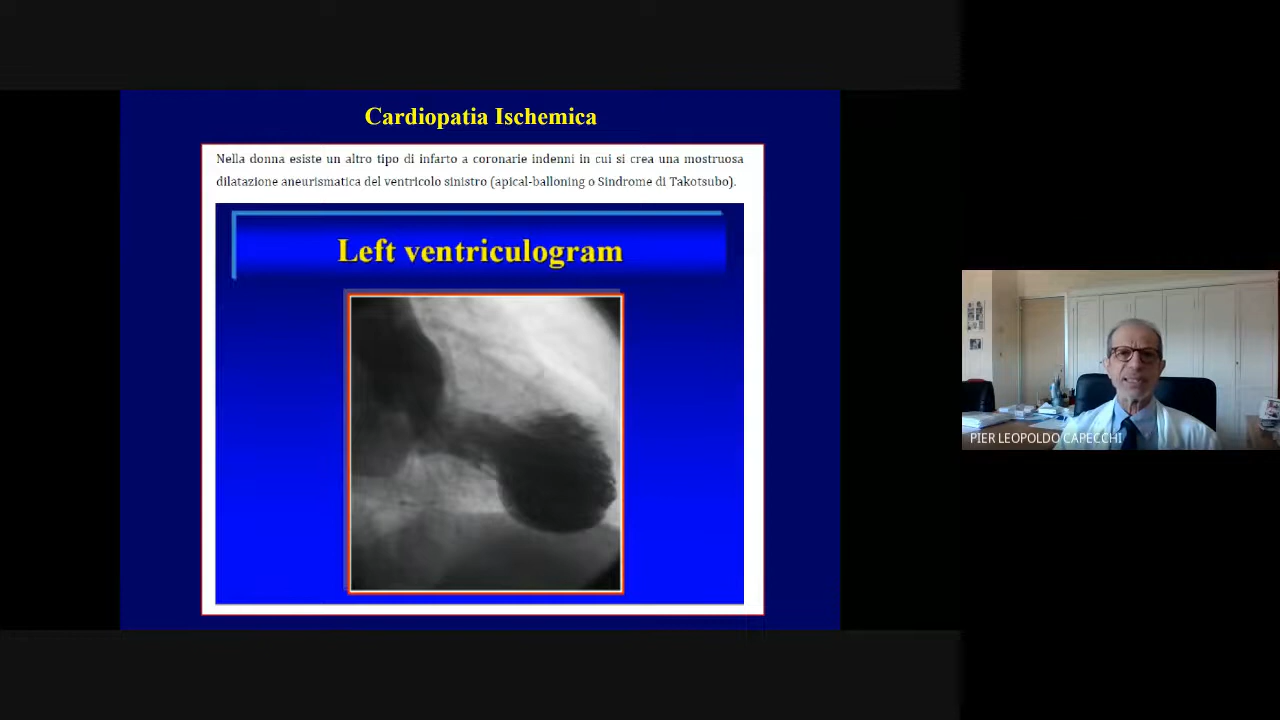 Cardiopatia Ischemica
Nella donna esiste un altro tipo di infarto a coronarie indenni in cui si crea una mostruosa
dilatazione aneurismatica del ventricolo sinistro (apical-balloning o Sindrome di Takotsubo).
Left ventriculogram
PIER LEOPOLDO CAPECCHI